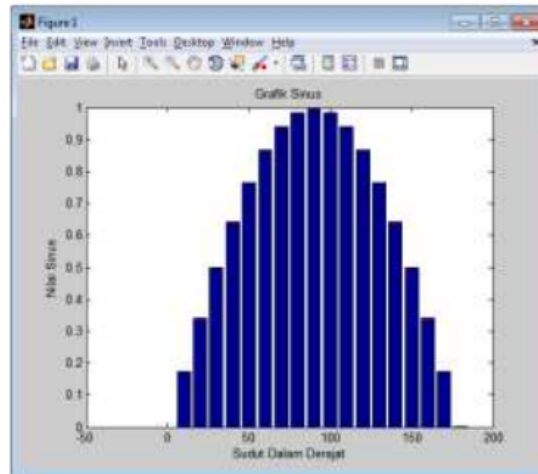 Figure 1
File Edit View Insert Tools Desktop Window Help
Grafik Sinus
1
0.9
0.8
0.7
0.6
0.5
0.4
0.3
0.2
0.1
0
Nilai Sinus
-50 0 50 100 150 200
Sudut Dalam Derajat